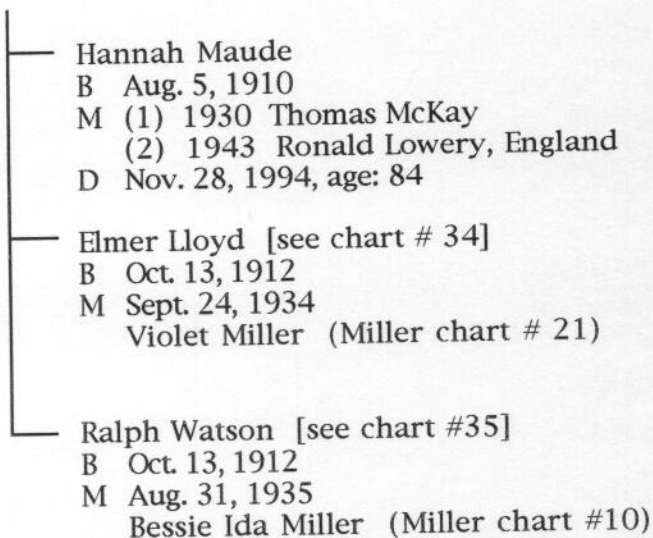 Hannah Maude
B Aug. 5, 1910
M (1) 1930 Thomas McKay
(2) 1943 Ronald Lowery, England
D Nov. 28, 1994, age: 84
Elmer Lloyd [see chart # 34]
B Oct. 13, 1912
M Sept. 24, 1934
Violet Miller (Miller chart # 21)
Ralph Watson [see chart #35]
B Oct. 13, 1912
M Aug. 31, 1935
Bessie Ida Miller (Miller chart #10)